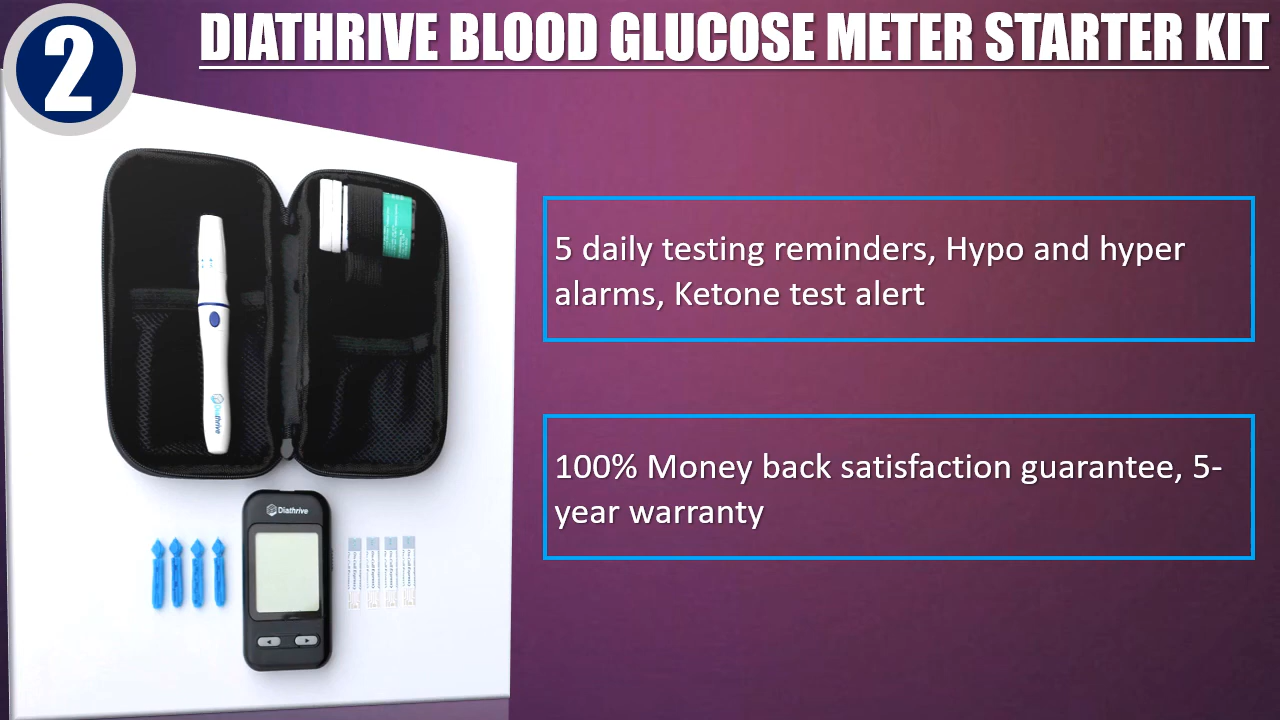 2
DIATHRIVE BLOOD GLUCOSE METER STARTER KIT
5 daily testing reminders, Hypo and hyper
alarms, Ketone test alert
100% Money back satisfaction guarantee, 5-
year warranty
Diathrive
Diathrive